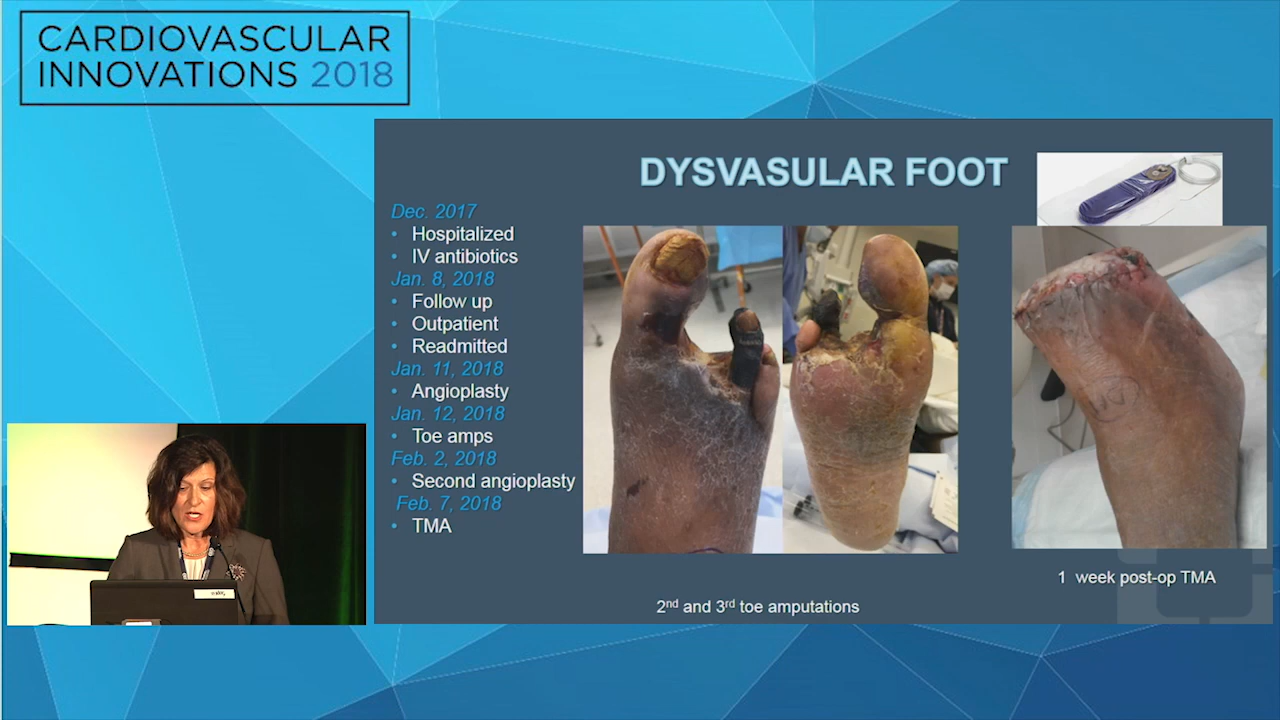 CARDIOVASCULAR
INNOVATIONS 2018
DYSVASULAR FOOT
Dec. 2017
• Hospitalized
• IV antibiotics
Jan. 8, 2018
• Follow up
• Outpatient
• Readmitted
Jan. 11, 2018
• Angioplasty
Jan. 12, 2018
• Toe amps
Feb. 2, 2018
• Second angioplasty
Feb. 7, 2018
• TMA
1 week post-op TMA
2nd and 3rd toe amputations